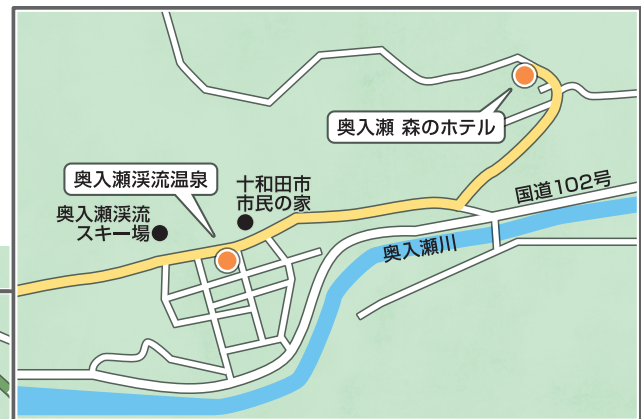 奥入瀬 森のホテル
奥入瀬渓流温泉
十和田市
市民の家
奥入瀬渓流
スキー場
国道102号
奥入瀬川